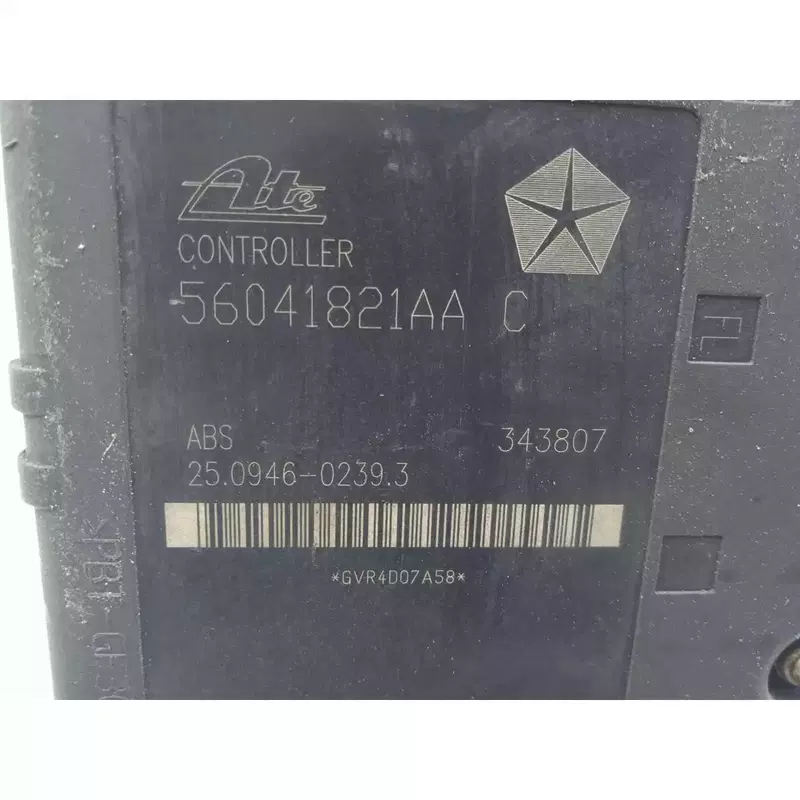 Ate
CONTROLLER
56041821AA C
FL
ABS 343807
25.0946-0239.3
*GVR4D07A58*